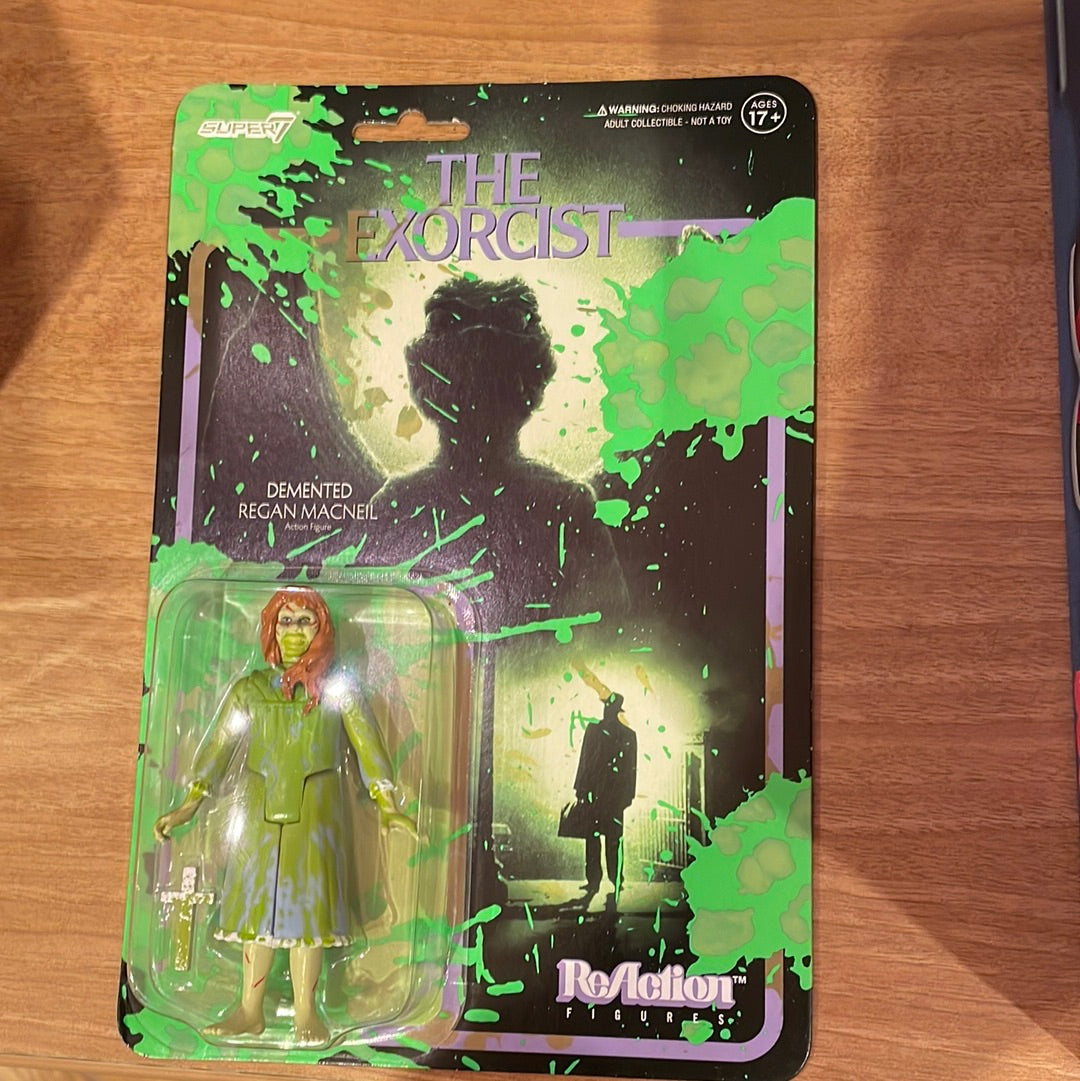 SUPER7
⚠ WARNING: CHOKING HAZARD
ADULT COLLECTIBLE - NOT A TOY
AGES
17+
THE
EXORCIST
DEMENTED
REGAN MACNEIL
Action Figure
ReAction™
FIGURES